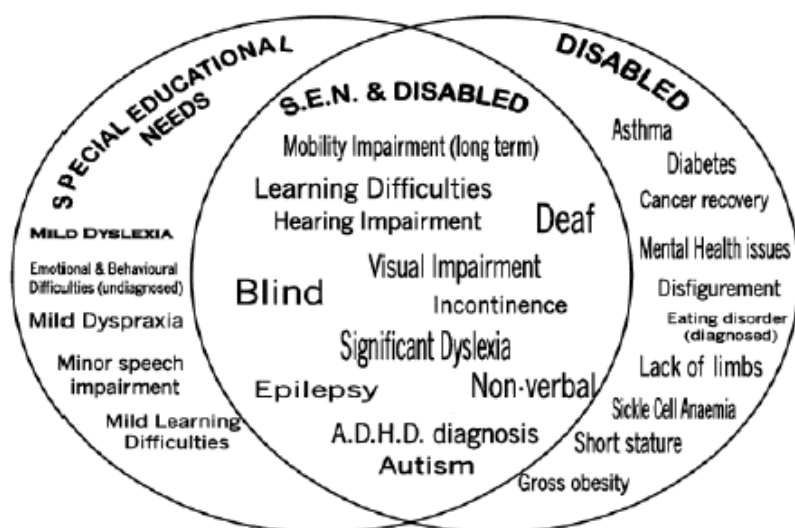 SPECIAL EDUCATIONAL
NEEDS
MILD DYSLEXIA
Emotional & Behavioural
Difficulties (undiagnosed)
Mild Dyspraxia
Minor speech
impairment
Mild Learning
Difficulties
S.E.N. & DISABLED
Mobility Impairment (long term)
Learning Difficulties
Hearing Impairment
Deaf
Visual Impairment
Blind
Incontinence
Significant Dyslexia
Epilepsy
Non-verbal
A.D.H.D. diagnosis
Autism
DISABLED
Asthma
Diabetes
Cancer recovery
Mental Health issues
Disfigurement
Eating disorder
(diagnosed)
Lack of limbs
Sickle Cell Anaemia
Short stature
Gross obesity